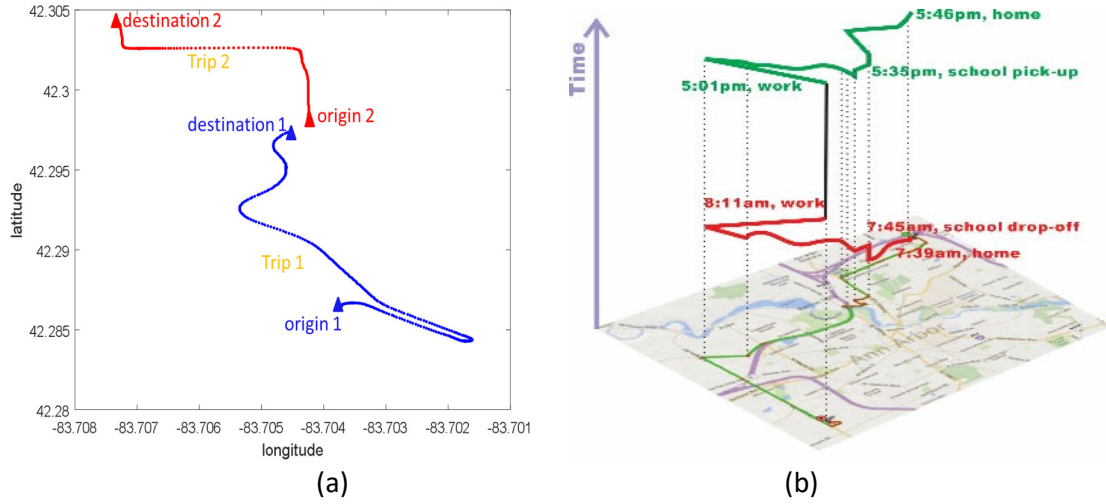 42.305
42.3
42.295
42.29
42.285
42.28
-83.708
-83.707
-83.706
-83.705
-83.704
-83.703
-83.702
-83.701
latitude
longitude
destination 2
Trip 2
origin 2
destination 1
Trip 1
origin 1
(a)
Time
5:46pm, home
5:35pm, school pick-up
5:01pm, work
8:11am, work
7:45am, school drop-off
7:39am, home
Ann Arbor
(b)